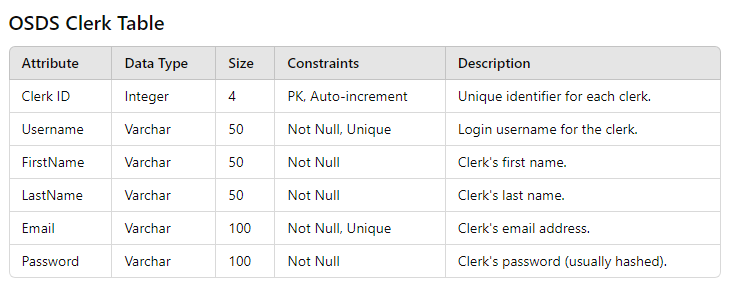 OSDS Clerk Table
Attribute Data Type Size Constraints Description
Clerk ID Integer 4 PK, Auto-increment Unique identifier for each clerk.
Username Varchar 50 Not Null, Unique Login username for the clerk.
FirstName Varchar 50 Not Null Clerk's first name.
LastName Varchar 50 Not Null Clerk's last name.
Email Varchar 100 Not Null, Unique Clerk's email address.
Password Varchar 100 Not Null Clerk's password (usually hashed).